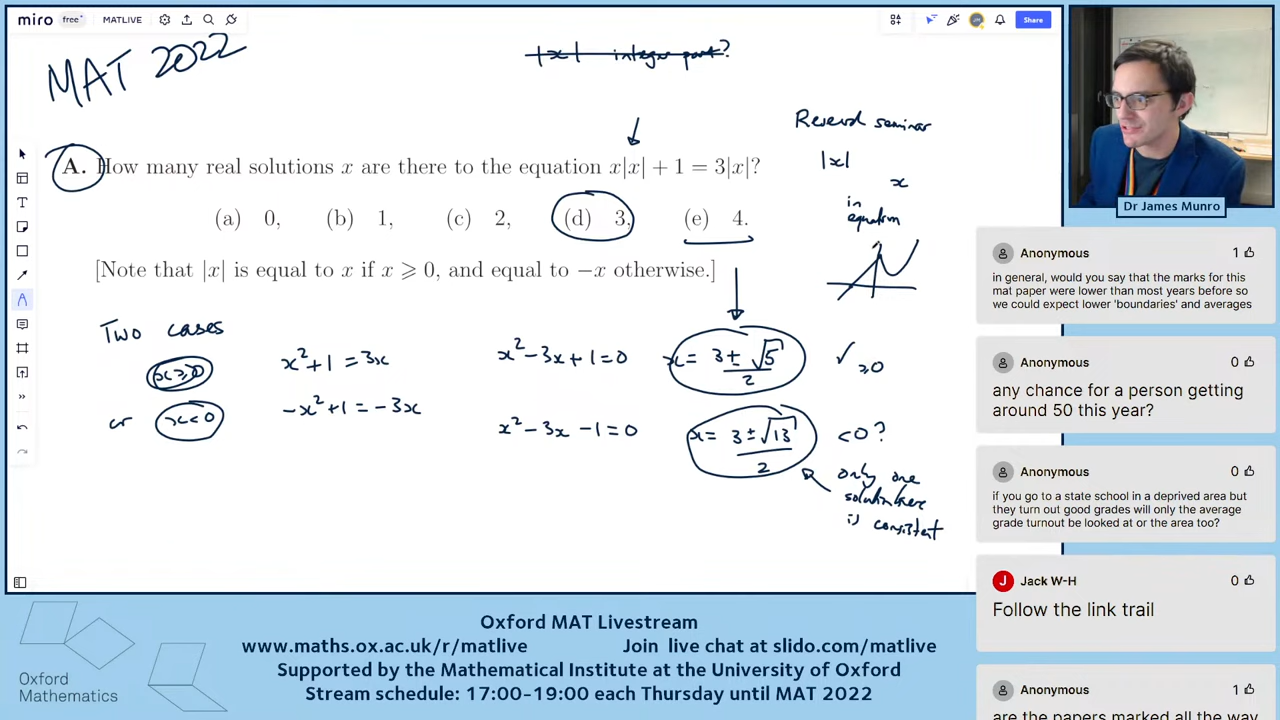 miro free MATLIVE Share
MAT 2022
|x| integer part?
A. How many real solutions x are there to the equation x|x| + 1 = 3|x|?
(a) 0, (b) 1, (c) 2, (d) 3, (e) 4.
[Note that |x| is equal to x if x ⩾ 0, and equal to −x otherwise.]
Two cases
x≥0
or x<0
x²+1 = 3x
-x²+1 = -3x
x²-3x+1=0
x²-3x-1=0
x= 3±√5
2
✓ ≥0
x= 3±√13
2
<0?
only one
solution here
is consistent
seminar
|x|
x
in
equation
Dr James Munro
Anonymous 1
in general, would you say that the marks for this
mat paper were lower than most years before so
we could expect lower 'boundaries' and averages
Anonymous 0
any chance for a person getting
around 50 this year?
Anonymous 0
if you go to a state school in a deprived area but
they turn out good grades will only the average
grade turnout be looked at or the area too?
J Jack W-H 0
Follow the link trail
Anonymous 1
are the papers marked all the way
Oxford
Mathematics
Oxford MAT Livestream
www.maths.ox.ac.uk/r/matlive Join live chat at slido.com/matlive
Supported by the Mathematical Institute at the University of Oxford
Stream schedule: 17:00-19:00 each Thursday until MAT 2022